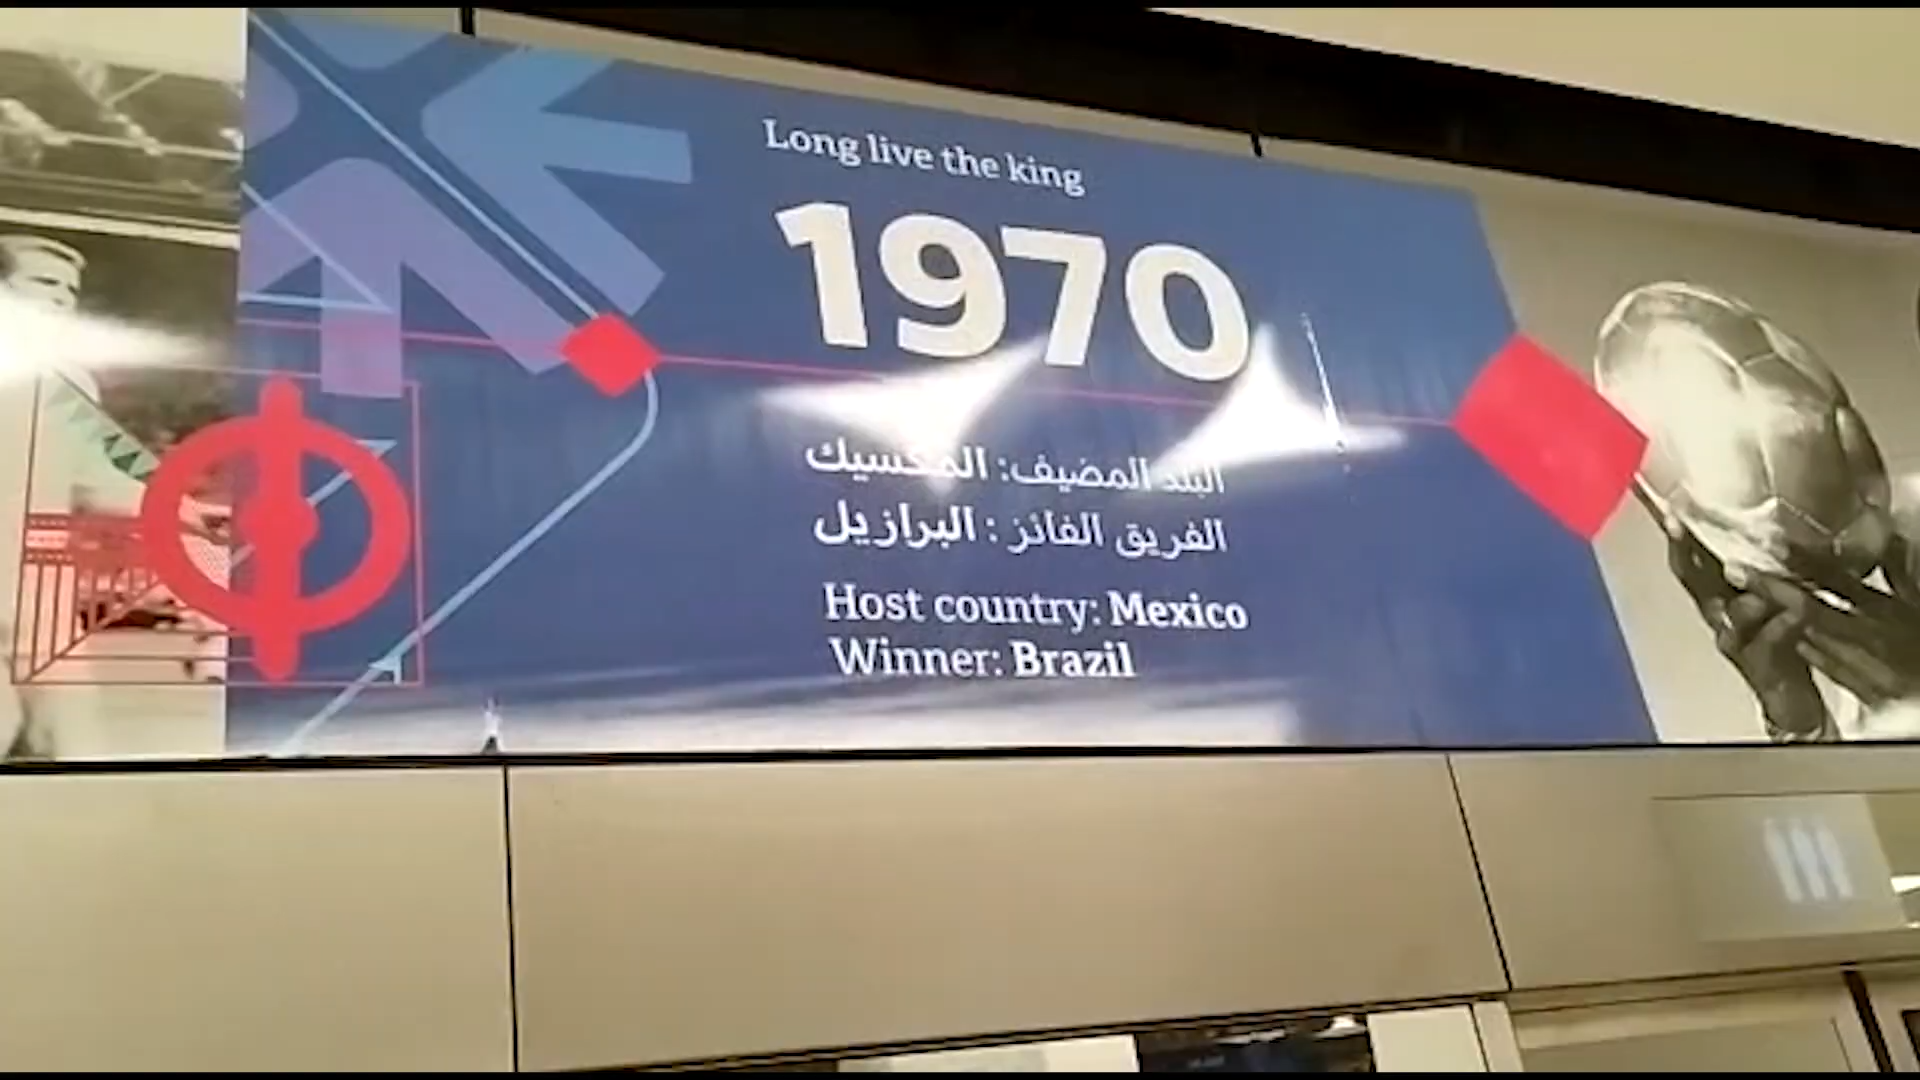 Long live the king
1970
البلد المضيف: المكسيك
الفريق الفائز : البرازيل
Host country: Mexico
Winner: Brazil